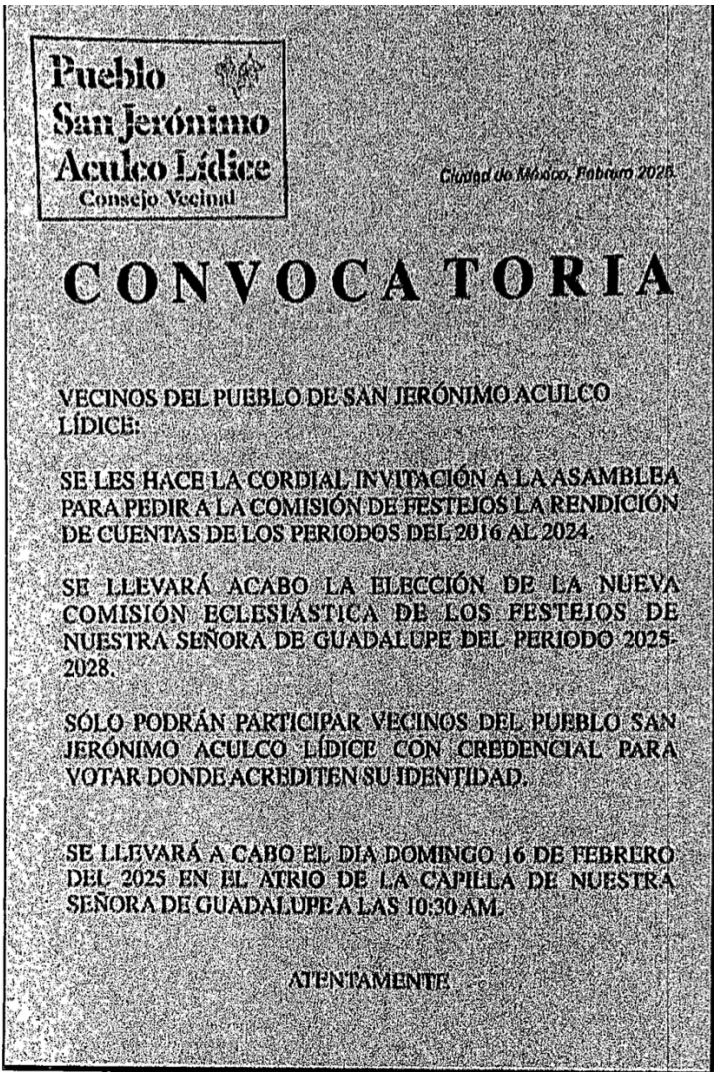 Pueblo
San Jerónimo
Aculco Lídice
Consejo Vecinal
Ciudad de México, Febrero 2025.
CONVOCATORIA
VECINOS DEL PUEBLO DE SAN JERÓNIMO ACULCO
LÍDICE:
SE LES HACE LA CORDIAL INVITACIÓN A LA ASAMBLEA
PARA PEDIR A LA COMISIÓN DE FESTEJOS LA RENDICIÓN
DE CUENTAS DE LOS PERIODOS DEL 2016 AL 2024.
SE LLEVARÁ ACABO LA ELECCIÓN DE LA NUEVA
COMISIÓN ECLESIÁSTICA DE LOS FESTEJOS DE
NUESTRA SEÑORA DE GUADALUPE DEL PERIODO 2025-
2028.
SÓLO PODRÁN PARTICIPAR VECINOS DEL PUEBLO SAN
JERÓNIMO ACULCO LÍDICE CON CREDENCIAL PARA
VOTAR DONDE ACREDITEN SU IDENTIDAD.
SE LLEVARÁ A CABO EL DIA DOMINGO 16 DE FEBRERO
DEL 2025 EN EL ATRIO DE LA CAPILLA DE NUESTRA
SEÑORA DE GUADALUPE A LAS 10:30 AM.
ATENTAMENTE